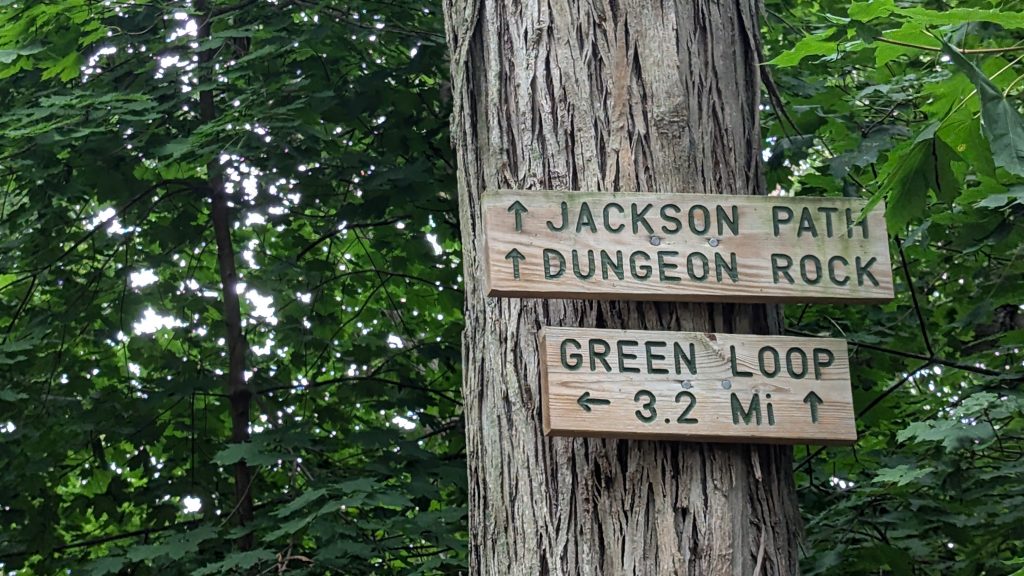 ↑ JACKSON PATH
↑ DUNGEON ROCK
GREEN LOOP
← 3.2 Mi ↑